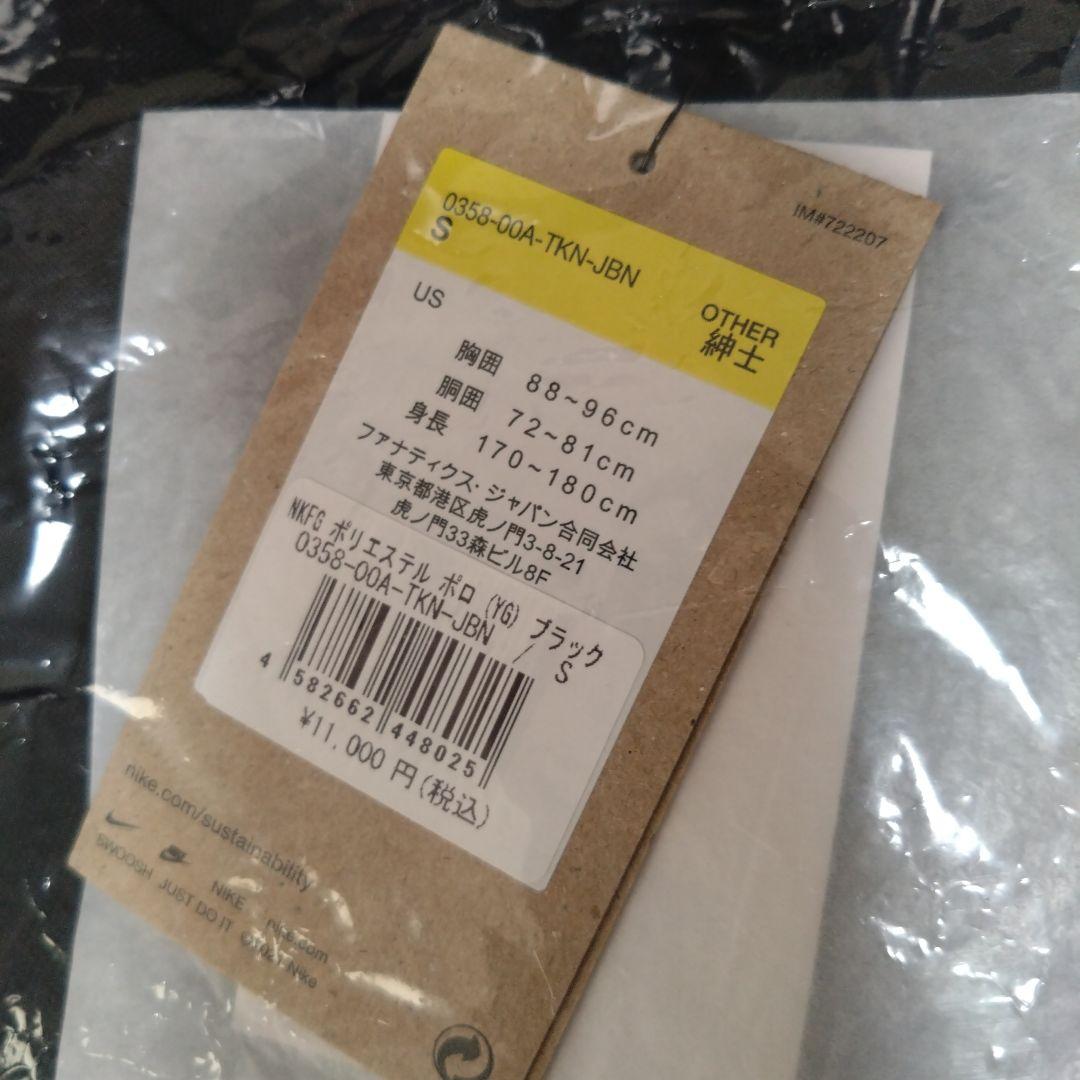 IM#722207
0358-00A-TKN-JBN
S
OTHER
紳士
US
胸囲 88~96cm
胴囲 72~81cm
身長 170~180cm
ファナティクス・ジャパン合同会社
東京都港区虎ノ門3-8-21
虎ノ門33森ビル8F
NKFG ポリエステル ポロ (YG) ブラック
0358-00A-TKN-JBN / S
4 582662 448025
¥11,000 円(税込)
nike.com/sustainability
NIKE nike.com
SWOOSH JUST DO IT Nike